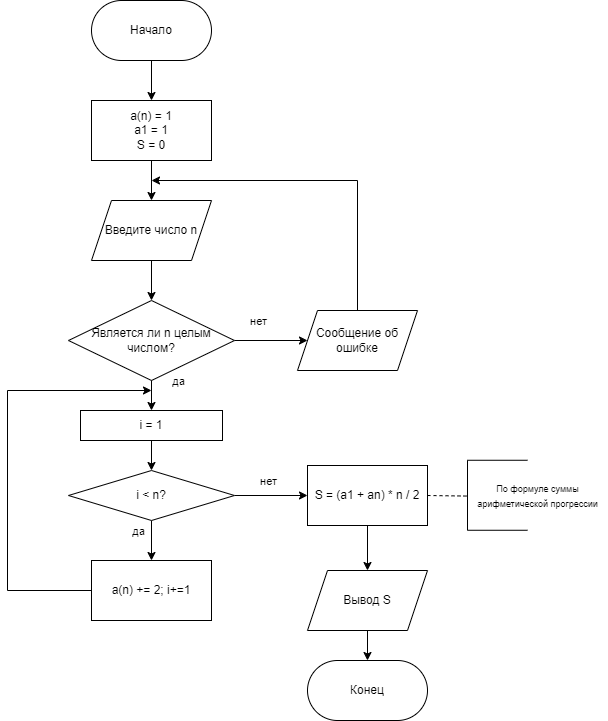 Начало
a(n) = 1
a1 = 1
S = 0
Введите число n
Является ли n целым
числом?
нет
Сообщение об
ошибке
да
i = 1
i < n?
нет
S = (a1 + an) * n / 2
По формуле суммы
арифметической прогрессии
да
a(n) += 2; i+=1
Вывод S
Конец